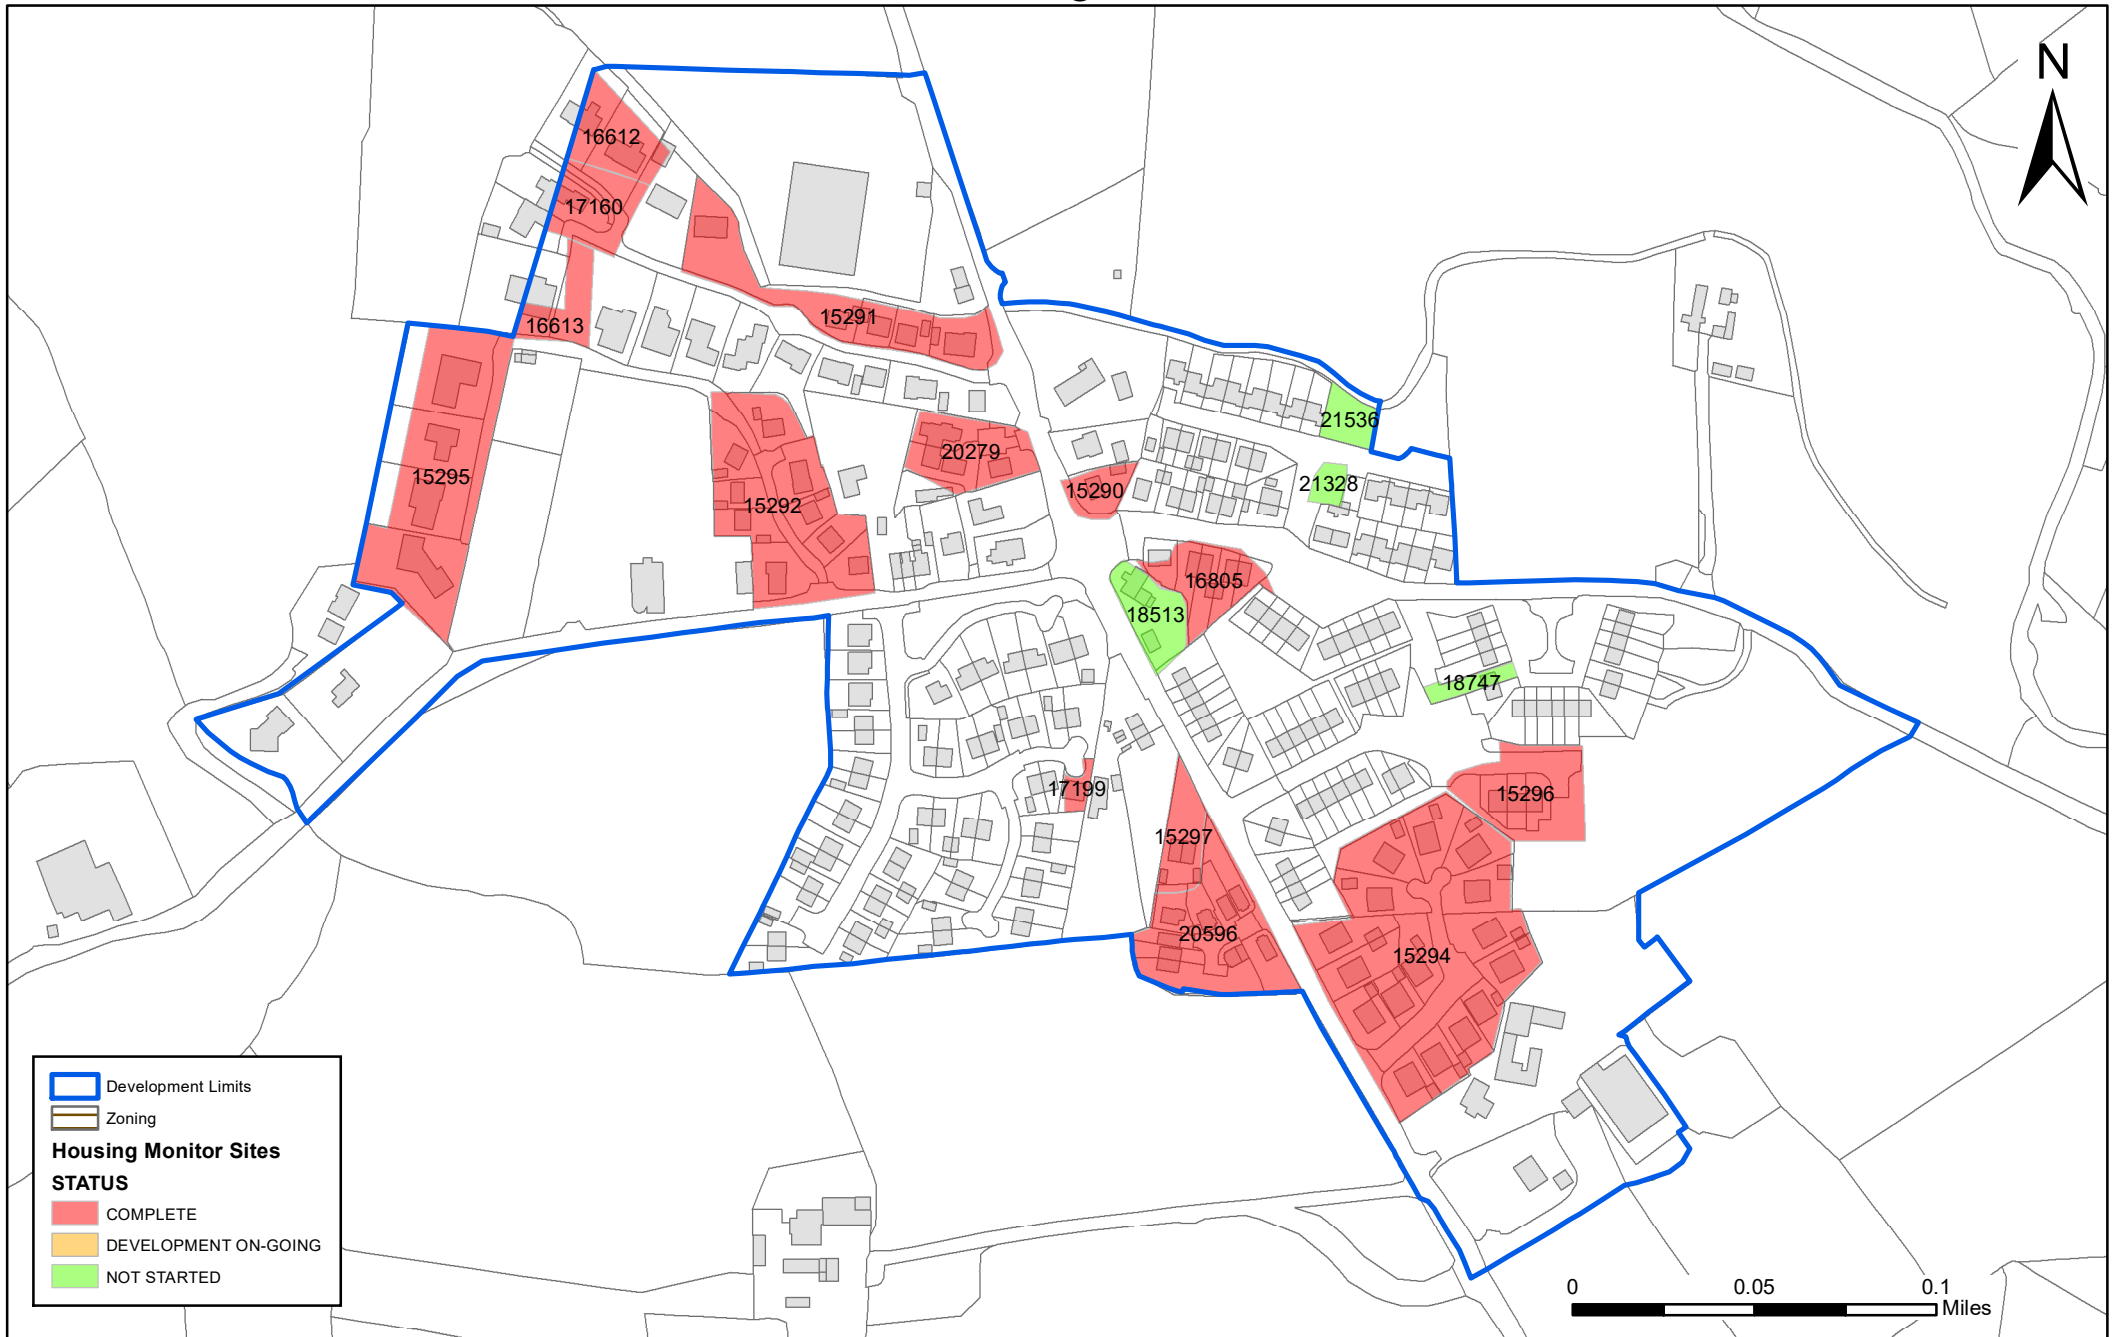 N
16612
17160
16613
15291
21536
20279
15295
21328
15290
15292
16805
18513
18747
17199
15296
15297
20596
15294
Development Limits
Zoning
Housing Monitor Sites
STATUS
COMPLETE
DEVELOPMENT ON-GOING
NOT STARTED
0 0.05 0.1
Miles